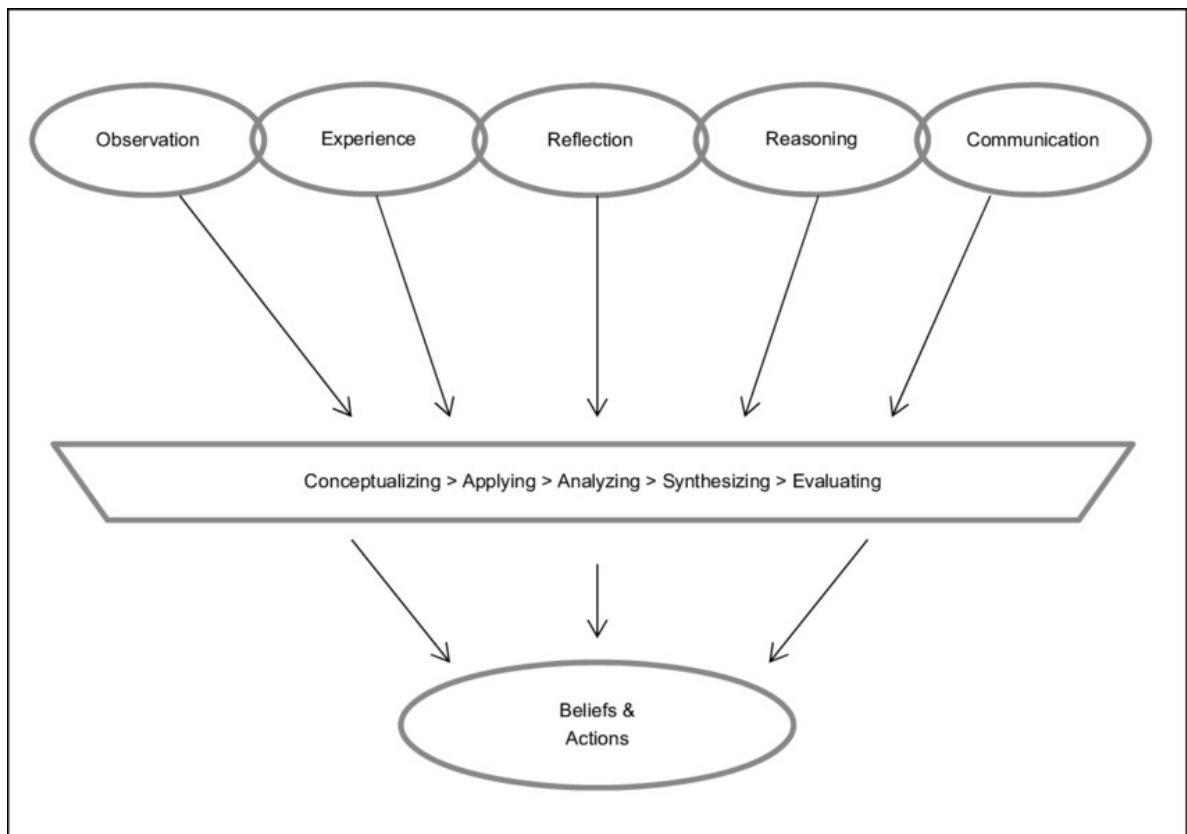 Observation
Experience
Reflection
Reasoning
Communication
Conceptualizing > Applying > Analyzing > Synthesizing > Evaluating
Beliefs &
Actions